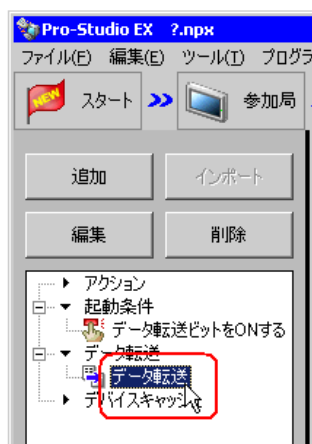 Pro-Studio EX ?.npx
ファイル(F) 編集(E) ツール(T) プログラ
NEW スタート 参加局
追加 インポート
編集 削除
アクション
起動条件
データ転送ビットをONする
データ転送
データ転送
デバイスキャッシュ